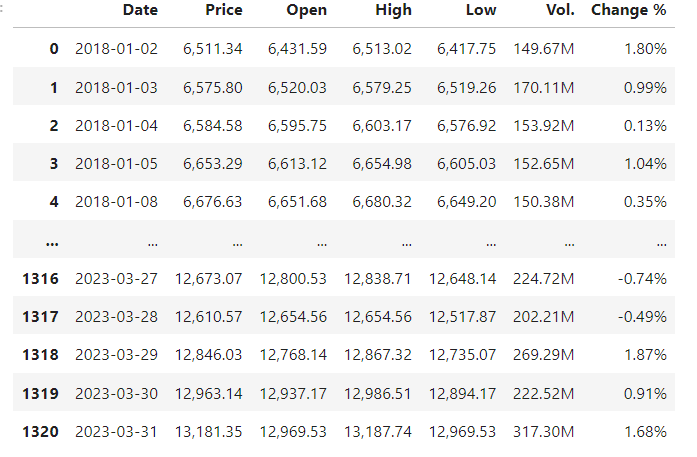 Date Price Open High Low Vol. Change %
0 2018-01-02 6,511.34 6,431.59 6,513.02 6,417.75 149.67M 1.80%
1 2018-01-03 6,575.80 6,520.03 6,579.25 6,519.26 170.11M 0.99%
2 2018-01-04 6,584.58 6,595.75 6,603.17 6,576.92 153.92M 0.13%
3 2018-01-05 6,653.29 6,613.12 6,654.98 6,605.03 152.65M 1.04%
4 2018-01-08 6,676.63 6,651.68 6,680.32 6,649.20 150.38M 0.35%
... ... ... ... ... ... ... ...
1316 2023-03-27 12,673.07 12,800.53 12,838.71 12,648.14 224.72M -0.74%
1317 2023-03-28 12,610.57 12,654.56 12,654.56 12,517.87 202.21M -0.49%
1318 2023-03-29 12,846.03 12,768.14 12,867.32 12,735.07 269.29M 1.87%
1319 2023-03-30 12,963.14 12,937.17 12,986.51 12,894.17 222.52M 0.91%
1320 2023-03-31 13,181.35 12,969.53 13,187.74 12,969.53 317.30M 1.68%